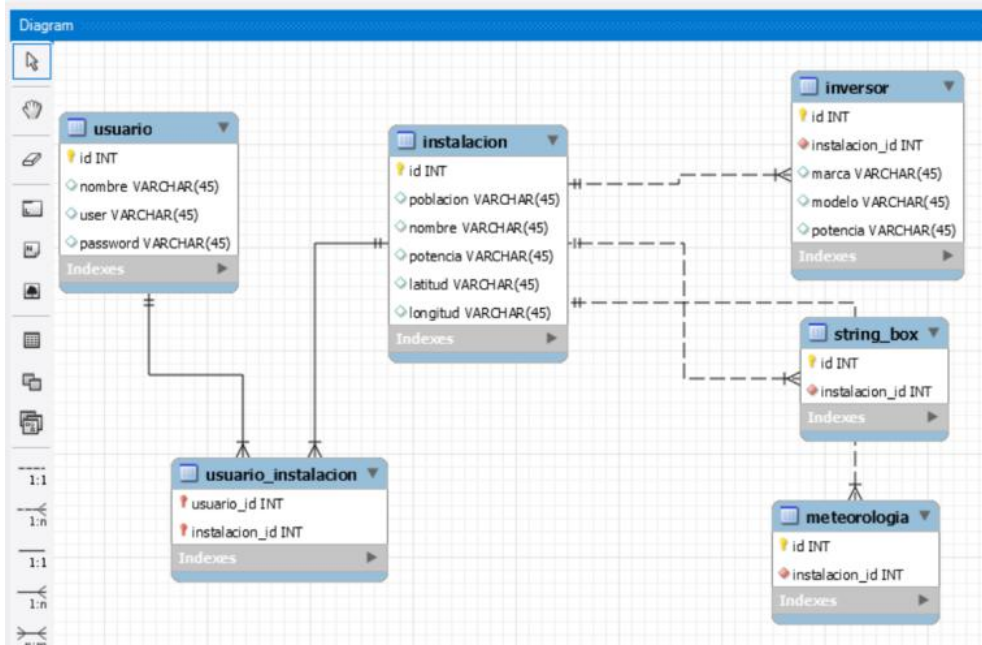 Diagram
usuario
id INT
nombre VARCHAR(45)
user VARCHAR(45)
password VARCHAR(45)
Indexes
instalacion
id INT
poblacion VARCHAR(45)
nombre VARCHAR(45)
potencia VARCHAR(45)
latitud VARCHAR(45)
longitud VARCHAR(45)
Indexes
inversor
id INT
instalacion_id INT
marca VARCHAR(45)
modelo VARCHAR(45)
potencia VARCHAR(45)
Indexes
string_box
id INT
instalacion_id INT
Indexes
usuario_instalacion
usuario_id INT
instalacion_id INT
Indexes
meteorologia
id INT
instalacion_id INT
Indexes
1:1
1:n
1:1
1:n